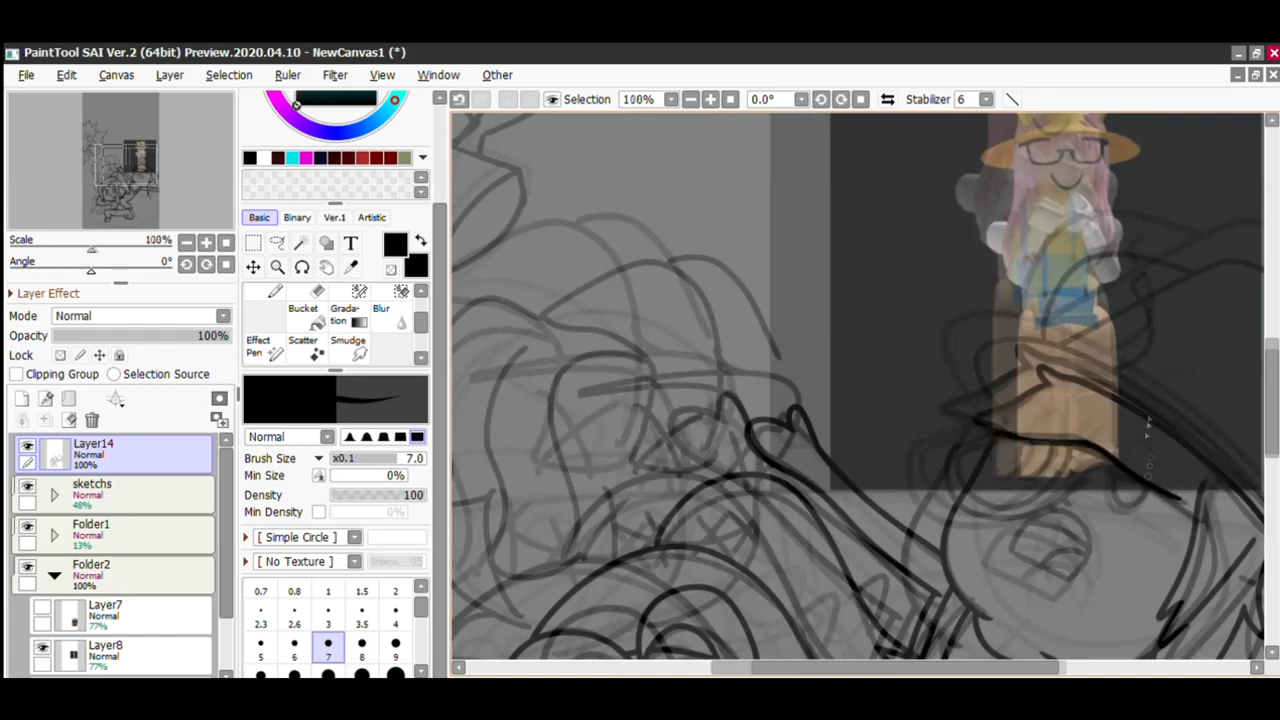 PaintTool SAI Ver.2 (64bit) Preview.2020.04.10 - NewCanvas1 (*)
File Edit Canvas Layer Selection Ruler Filter View Window Other
Selection 100% 0.0° Stabilizer 6
Scale 100%
Angle 0°
Layer Effect
Mode Normal
Opacity 100%
Lock
Clipping Group Selection Source
Layer14
Normal
100%
sketchs
Normal
48%
Folder1
Normal
13%
Folder2
Normal
100%
Layer7
Normal
77%
Layer8
Normal
77%
Basic Binary Ver.1 Artistic
T
Bucket Grada-
tion Blur
Effect
Pen Scatter Smudge
Normal
Brush Size x0.1 7.0
Min Size 0%
Density 100
Min Density 0%
[ Simple Circle ]
[ No Texture ] Intens. 95
0.7 0.8 1 1.5 2
2.3 2.6 3 3.5 4
5 6 7 8 9